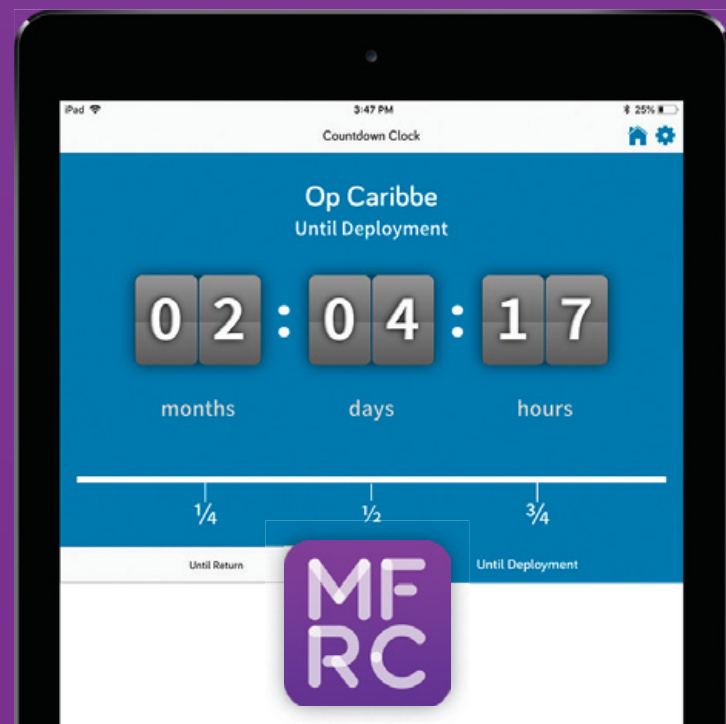 iPad 3:47 PM 25%
Countdown Clock
Op Caribbe
Until Deployment
02 : 04 : 17
months days hours
¼ ½ ¾
Until Return Until Deployment
MF
RC